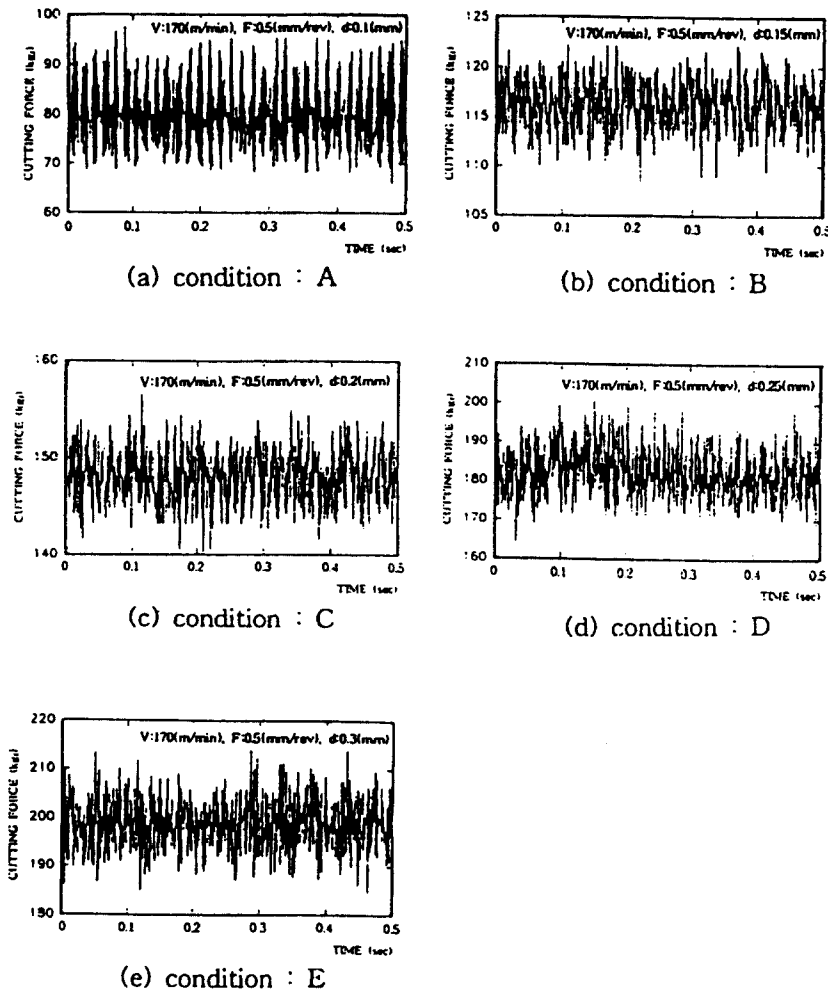 V:170(m/min), F:0.5(mm/rev), d:0.1(mm)
CUTTING FORCE (kgf)
100
90
80
70
60
0 0.1 0.2 0.3 0.4 0.5
TIME (sec)
(a) condition : A
V:170(m/min), F:0.5(mm/rev), d:0.15(mm)
CUTTING FORCE (kgf)
125
120
115
110
105
0 0.1 0.2 0.3 0.4 0.5
TIME (sec)
(b) condition : B
V:170(m/min), F:0.5(mm/rev), d:0.2(mm)
CUTTING FORCE (kgf)
160
150
140
0 0.1 0.2 0.3 0.4 0.5
TIME (sec)
(c) condition : C
V:170(m/min), F:0.5(mm/rev), d:0.25(mm)
CUTTING FORCE (kgf)
210
200
190
180
170
160
0 0.1 0.2 0.3 0.4 0.5
TIME (sec)
(d) condition : D
V:170(m/min), F:0.5(mm/rev), d:0.3(mm)
CUTTING FORCE (kgf)
220
210
200
190
180
0 0.1 0.2 0.3 0.4 0.5
TIME (sec)
(e) condition : E